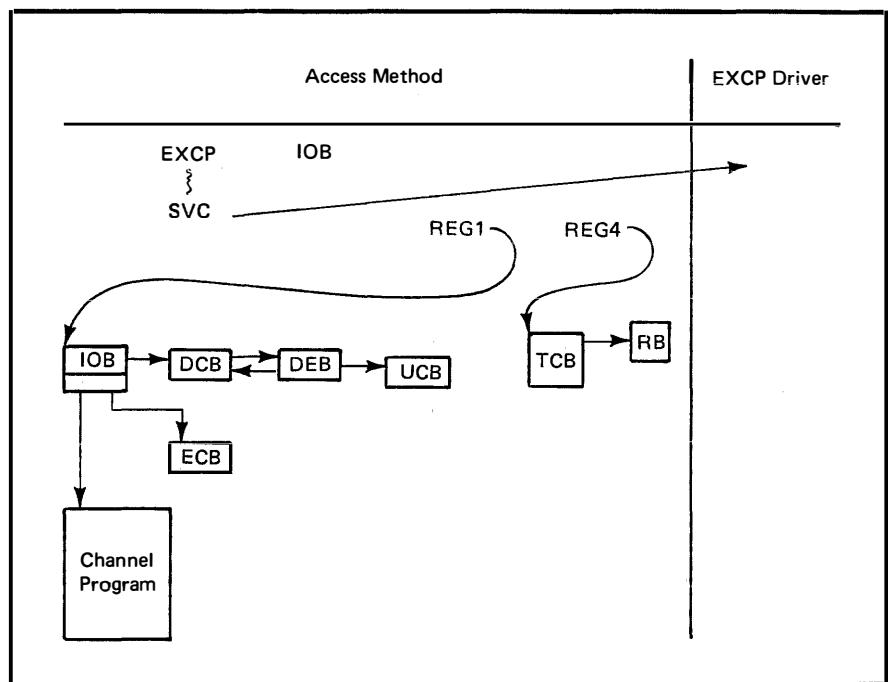 Access Method
EXCP Driver
EXCP IOB
SVC
REG1 REG4
IOB DCB DEB UCB TCB RB
ECB
Channel
Program